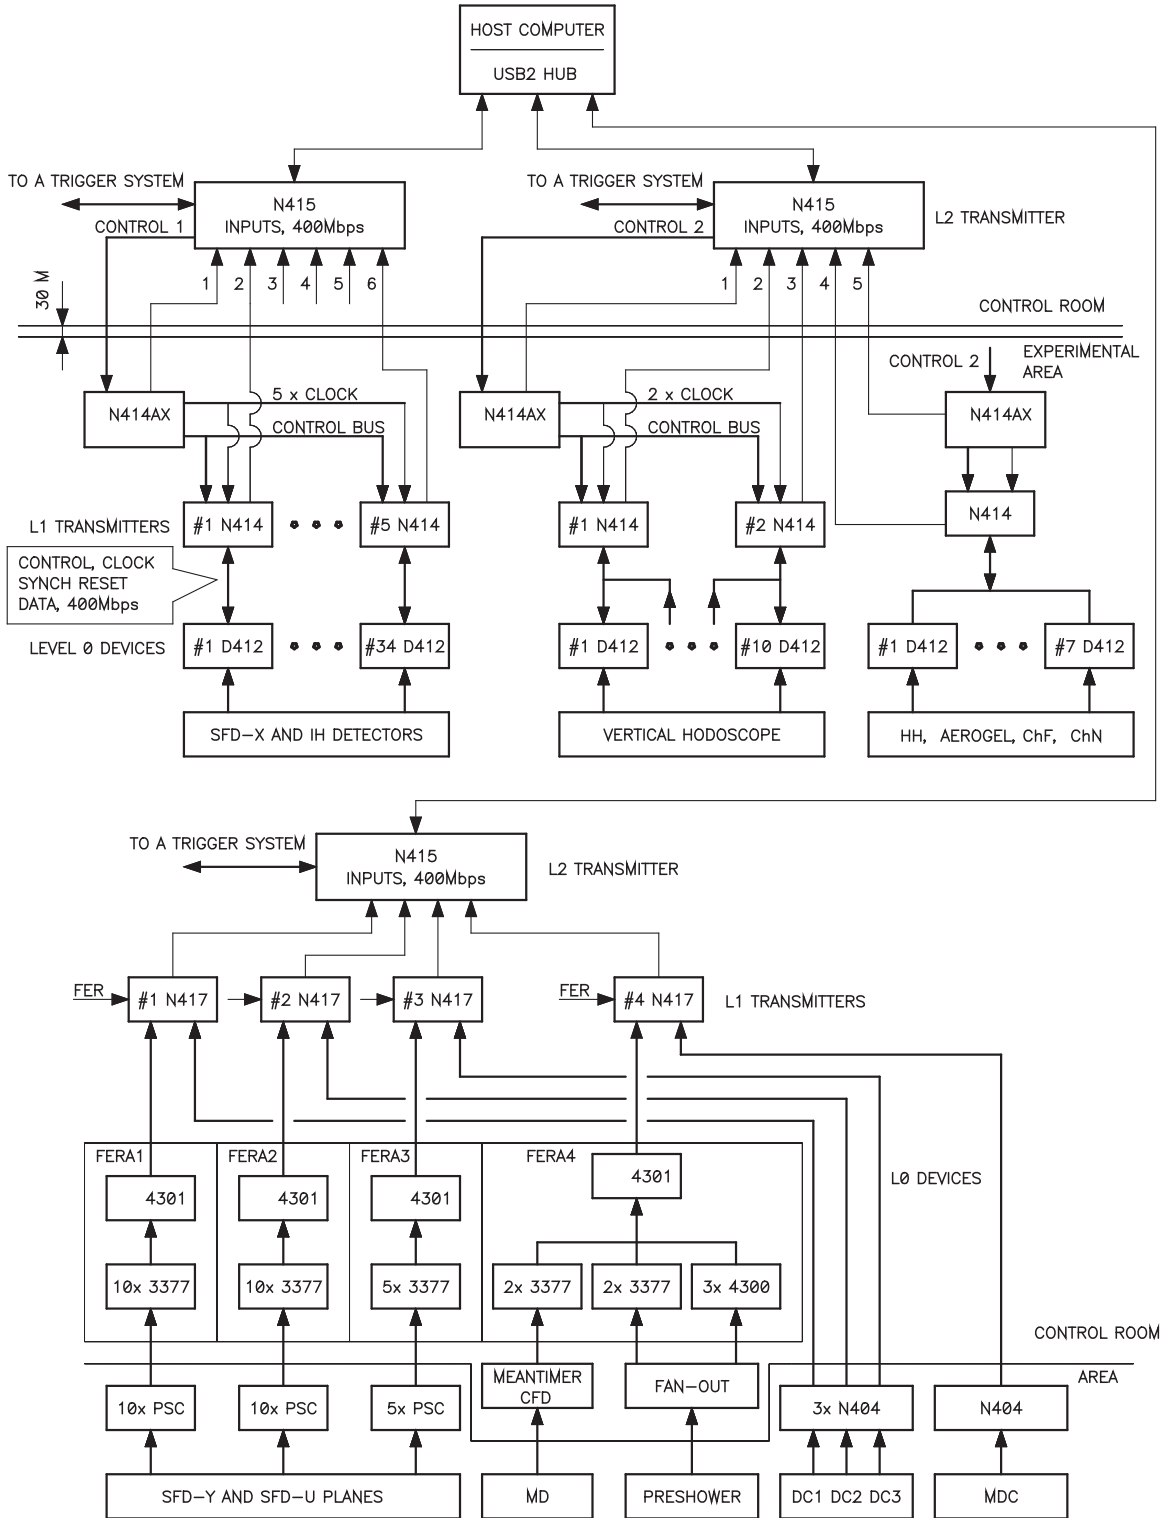 HOST COMPUTER
USB2 HUB
TO A TRIGGER SYSTEM
N415
INPUTS, 400Mbps
CONTROL 1
1 2 3 4 5 6
TO A TRIGGER SYSTEM
N415
INPUTS, 400Mbps
L2 TRANSMITTER
CONTROL 2
1 2 3 4 5
30 M
CONTROL ROOM
EXPERIMENTAL
AREA
CONTROL 2
N414AX
5 x CLOCK
CONTROL BUS
N414AX
2 x CLOCK
CONTROL BUS
N414AX
L1 TRANSMITTERS
#1 N414
#5 N414
#1 N414
#2 N414
N414
CONTROL, CLOCK
SYNCH RESET
DATA, 400Mbps
LEVEL 0 DEVICES
#1 D412
#34 D412
#1 D412
#10 D412
#1 D412
#7 D412
SFD-X AND IH DETECTORS
VERTICAL HODOSCOPE
HH, AEROGEL, ChF, ChN
TO A TRIGGER SYSTEM
N415
INPUTS, 400Mbps
L2 TRANSMITTER
FER
#1 N417
#2 N417
#3 N417
FER
#4 N417
L1 TRANSMITTERS
FERA1
FERA2
FERA3
FERA4
4301
4301
4301
4301
L0 DEVICES
10x 3377
10x 3377
5x 3377
2x 3377
2x 3377
3x 4300
CONTROL ROOM
AREA
10x PSC
10x PSC
5x PSC
MEANTIMER
CFD
FAN-OUT
3x N404
N404
SFD-Y AND SFD-U PLANES
MD
PRESHOWER
DC1 DC2 DC3
MDC